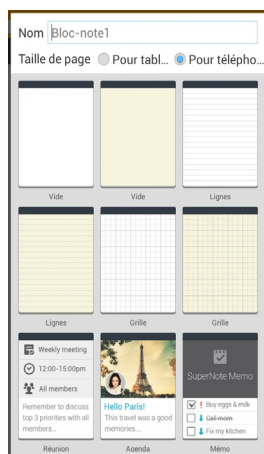 Nom Bloc-note1
Taille de page Pour tabl... Pour télépho...
Vide Vide Lignes
Lignes Grille Grille
Weekly meeting
12:00-15:00pm
All members
Remember to discuss
top 3 priorities with all
members...
Réunion
Hello Paris!
This travel was a good
memories...
Agenda
SuperNote Memo
! Buy eggs & milk
Call mom
Fix my kitchen
Mémo